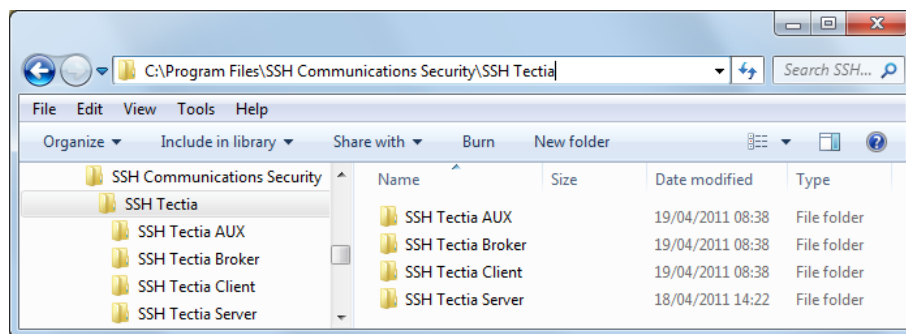 C:\Program Files\SSH Communications Security\SSH Tectia
Search SSH...
File Edit View Tools Help
Organize Include in library Share with Burn New folder
SSH Communications Security
SSH Tectia
SSH Tectia AUX
SSH Tectia Broker
SSH Tectia Client
SSH Tectia Server
Name Size Date modified Type
SSH Tectia AUX 19/04/2011 08:38 File folder
SSH Tectia Broker 19/04/2011 08:38 File folder
SSH Tectia Client 19/04/2011 08:38 File folder
SSH Tectia Server 18/04/2011 14:22 File folder